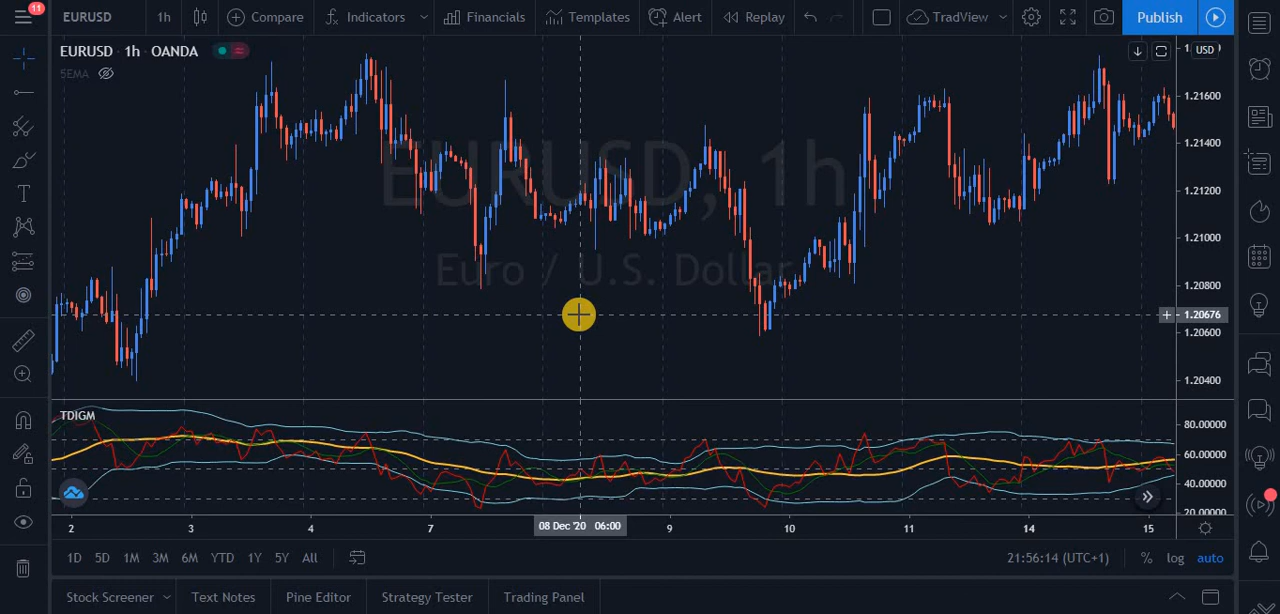 11
EURUSD 1h Compare Indicators Financials Templates Alert Replay TradView Publish
EURUSD · 1h · OANDA
USD
5EMA
EURUSD, 1h
Euro / U.S. Dollar
1.21600
1.21400
1.21200
1.21000
1.20800
1.20676
1.20600
1.20400
TDIGM
80.00000
60.00000
40.00000
20.00000
2 3 4 7 08 Dec '20 06:00 9 10 11 14 15
1D 5D 1M 3M 6M YTD 1Y 5Y All 21:56:14 (UTC+1) % log auto
Stock Screener Text Notes Pine Editor Strategy Tester Trading Panel